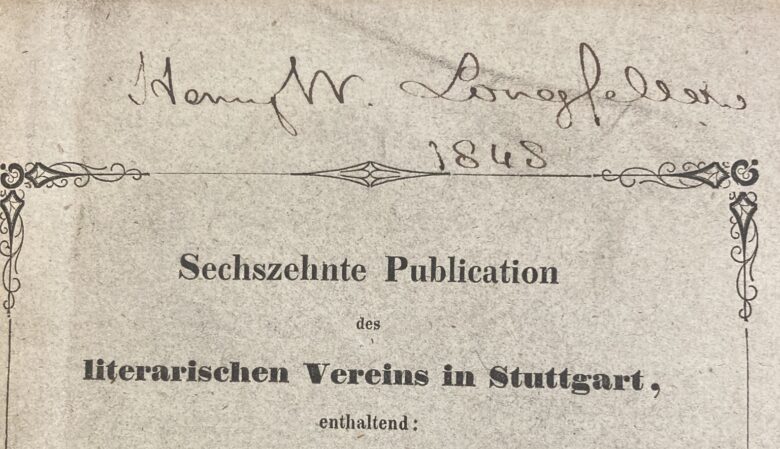 Henry W. Longfellow
1848
Sechszehnte Publication
des
literarischen Vereins in Stuttgart,
enthaltend: